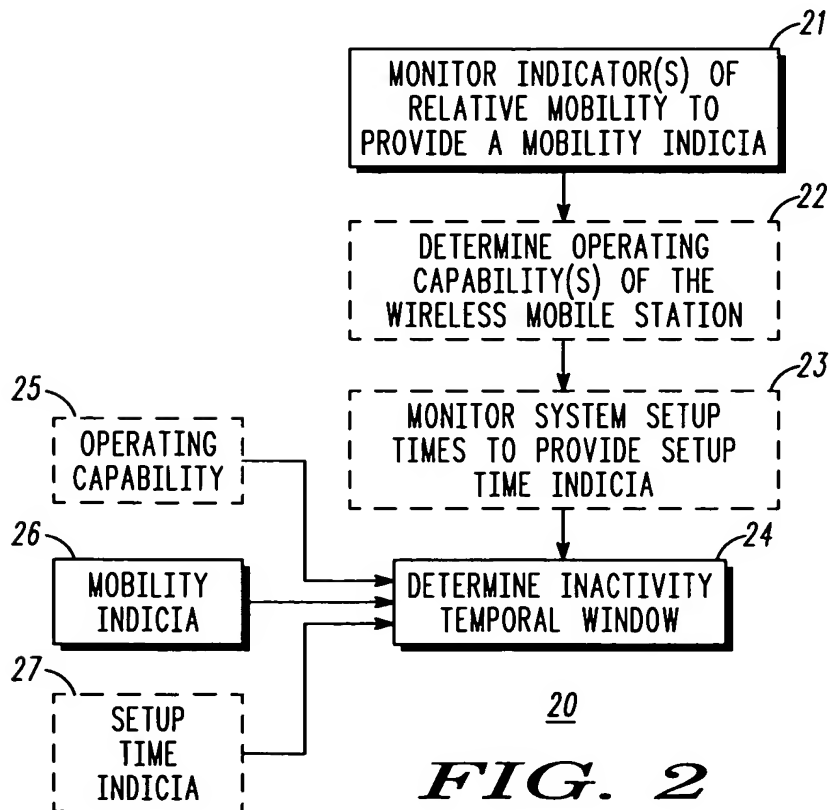 21
MONITOR INDICATOR(S) OF
RELATIVE MOBILITY TO
PROVIDE A MOBILITY INDICIA
22
DETERMINE OPERATING
CAPABILITY(S) OF THE
WIRELESS MOBILE STATION
23
MONITOR SYSTEM SETUP
TIMES TO PROVIDE SETUP
TIME INDICIA
25
OPERATING
CAPABILITY
26
MOBILITY
INDICIA
24
DETERMINE INACTIVITY
TEMPORAL WINDOW
27
SETUP
TIME
INDICIA
20
FIG. 2